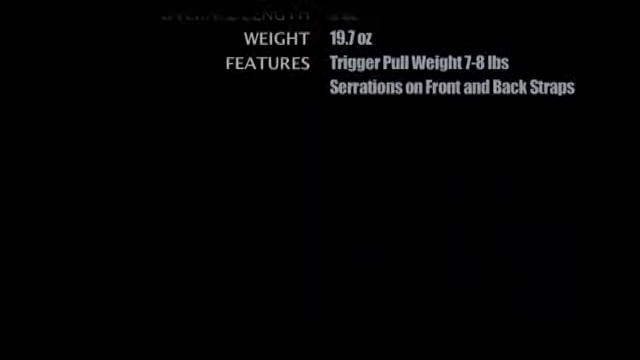 WEIGHT 19.7 oz
FEATURES Trigger Pull Weight 7-8 lbs
Serrations on Front and Back Straps